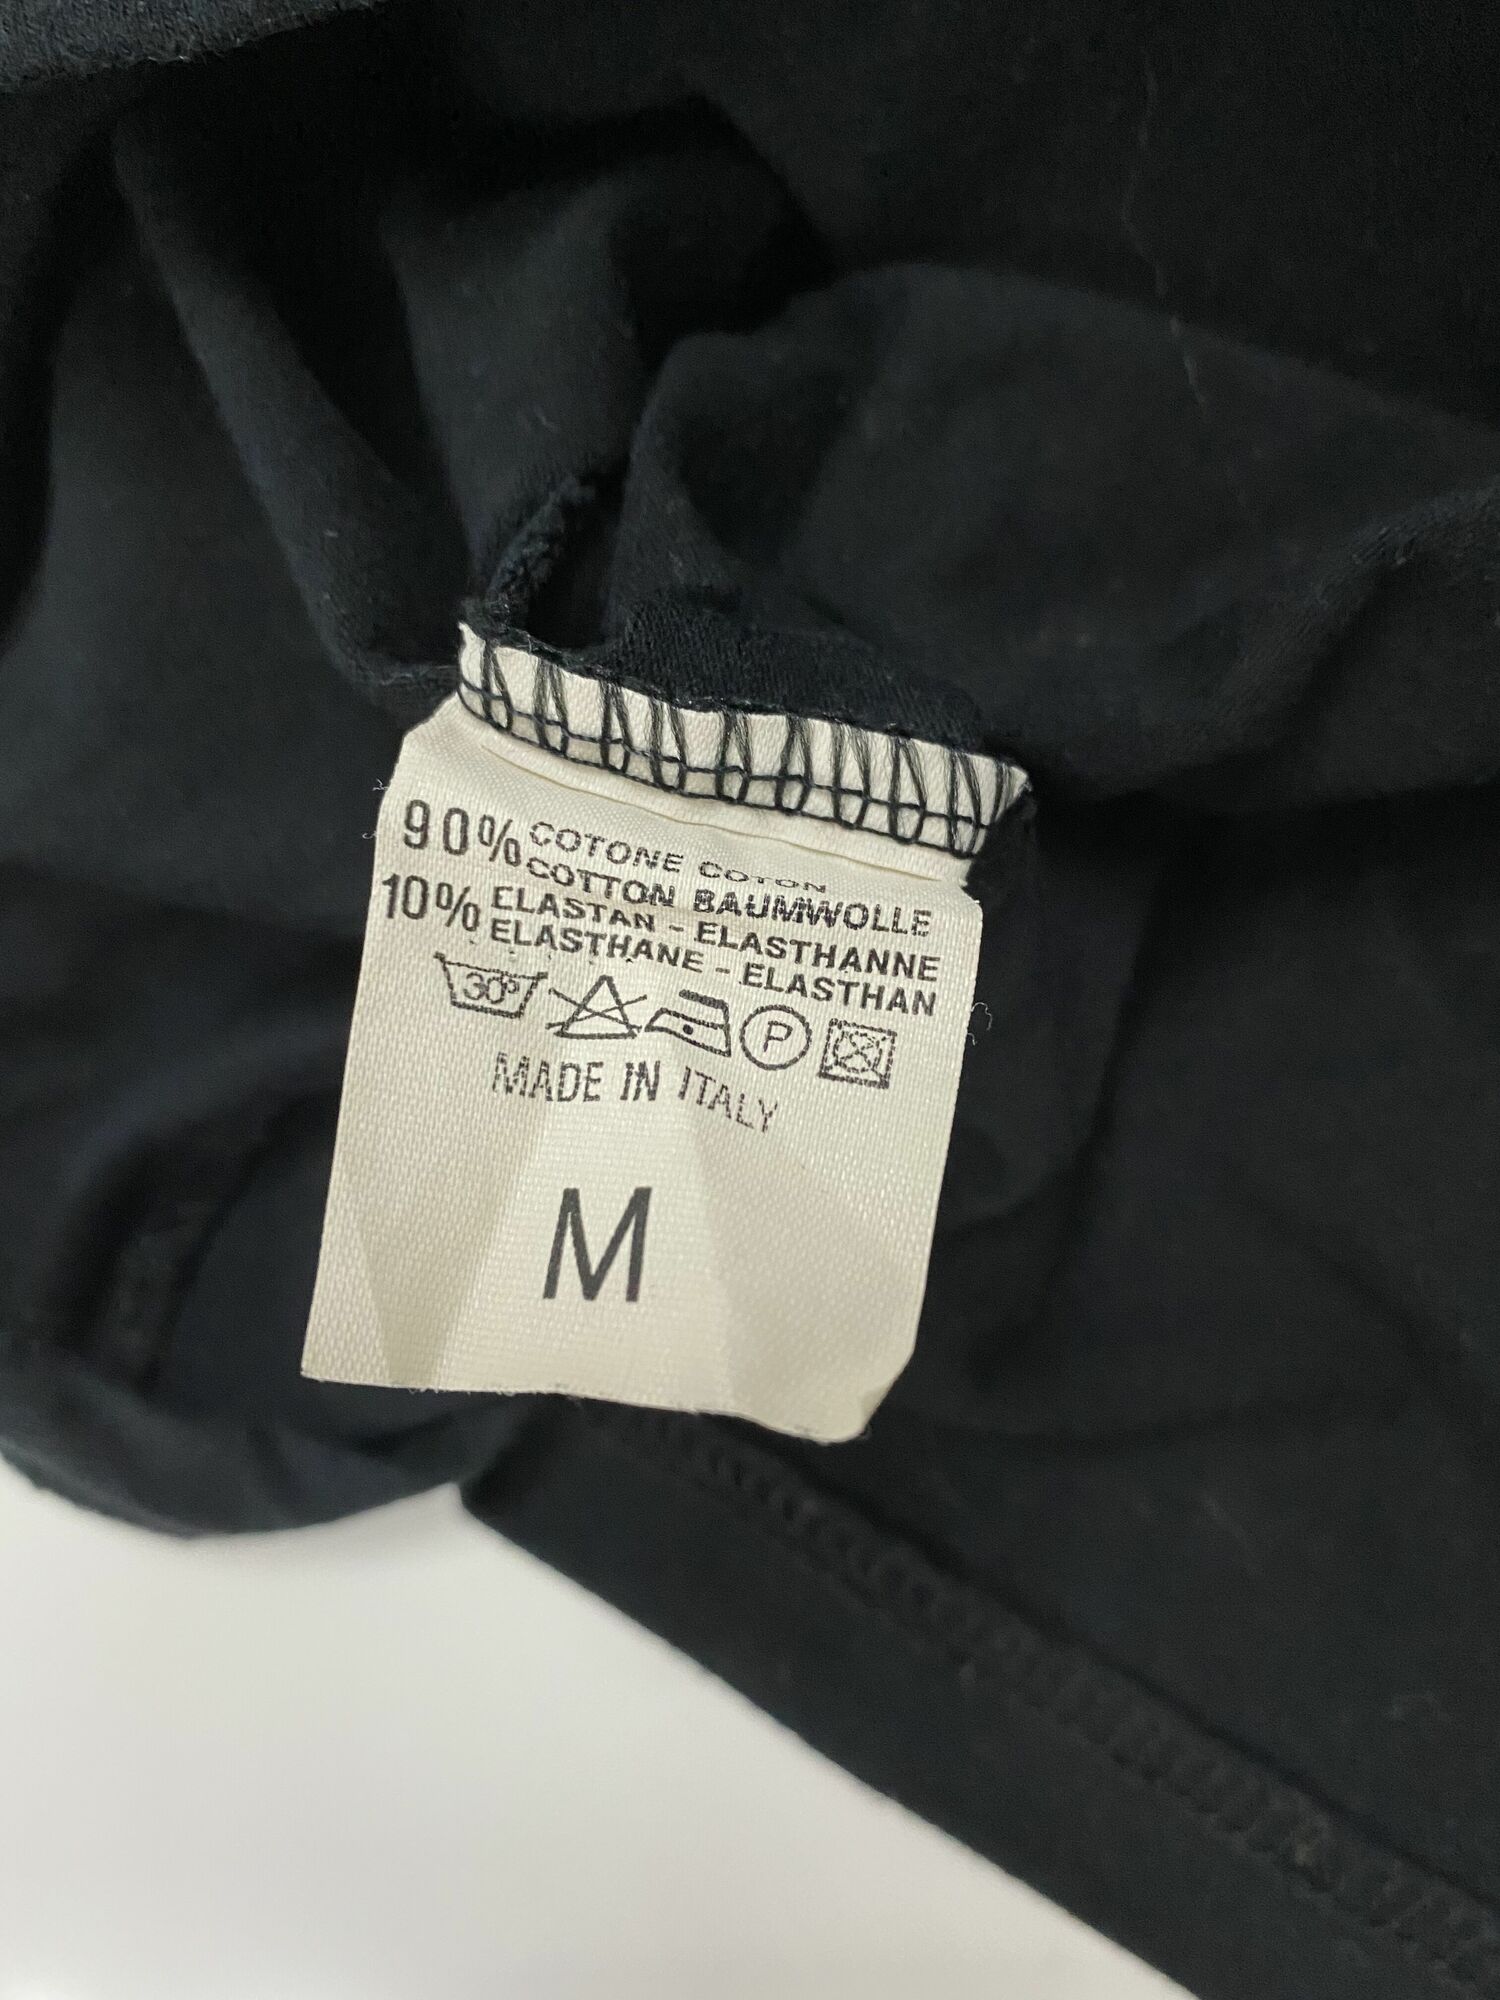 90% COTONE COTON
COTTON BAUMWOLLE
10% ELASTAN - ELASTHANNE
ELASTHANE - ELASTHAN
30° P
MADE IN ITALY
M